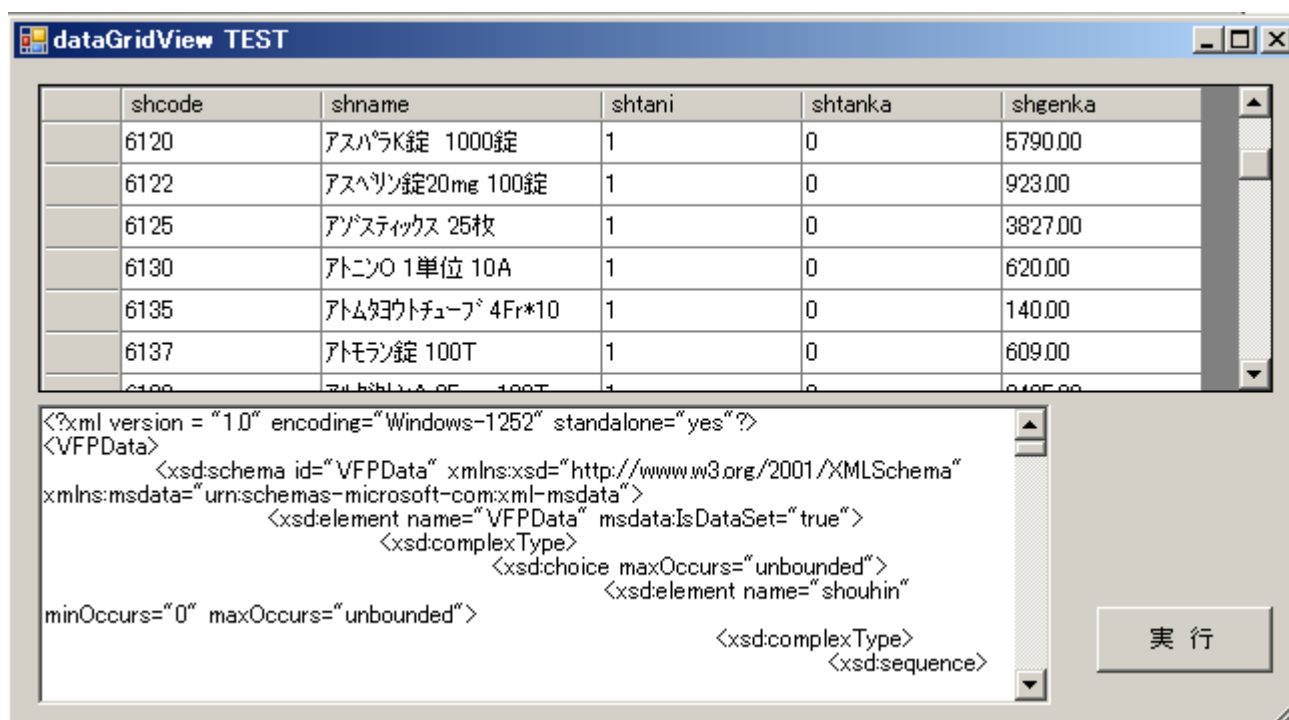 dataGridView TEST
shcode shname shtani shtanka shgenka
6120 ｱｽﾊﾟﾗK錠 1000錠 1 0 5790.00
6122 ｱｽﾍﾞﾘﾝ錠20mg 100錠 1 0 923.00
6125 ｱｿﾞｽﾃｨｯｸｽ 25枚 1 0 3827.00
6130 ｱﾄﾆﾝO 1単位 10A 1 0 620.00
6135 ｱﾄﾑﾀﾖｳﾄﾁｭｰﾌﾞ 4Fr*10 1 0 140.00
6137 ｱﾄﾓﾗﾝ錠 100T 1 0 609.00
<?xml version = "1.0" encoding="Windows-1252" standalone="yes"?>
<VFPData>
<xsd:schema id="VFPData" xmlns:xsd="http://www.w3.org/2001/XMLSchema"
xmlns:msdata="urn:schemas-microsoft-com:xml-msdata">
<xsd:element name="VFPData" msdata:IsDataSet="true">
<xsd:complexType>
<xsd:choice maxOccurs="unbounded">
<xsd:element name="shouhin"
minOccurs="0" maxOccurs="unbounded">
<xsd:complexType>
<xsd:sequence>
実 行